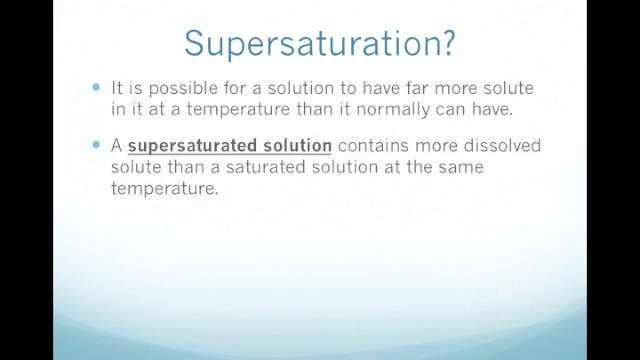 Supersaturation?
• It is possible for a solution to have far more solute
in it at a temperature than it normally can have.
• A supersaturated solution contains more dissolved
solute than a saturated solution at the same
temperature.